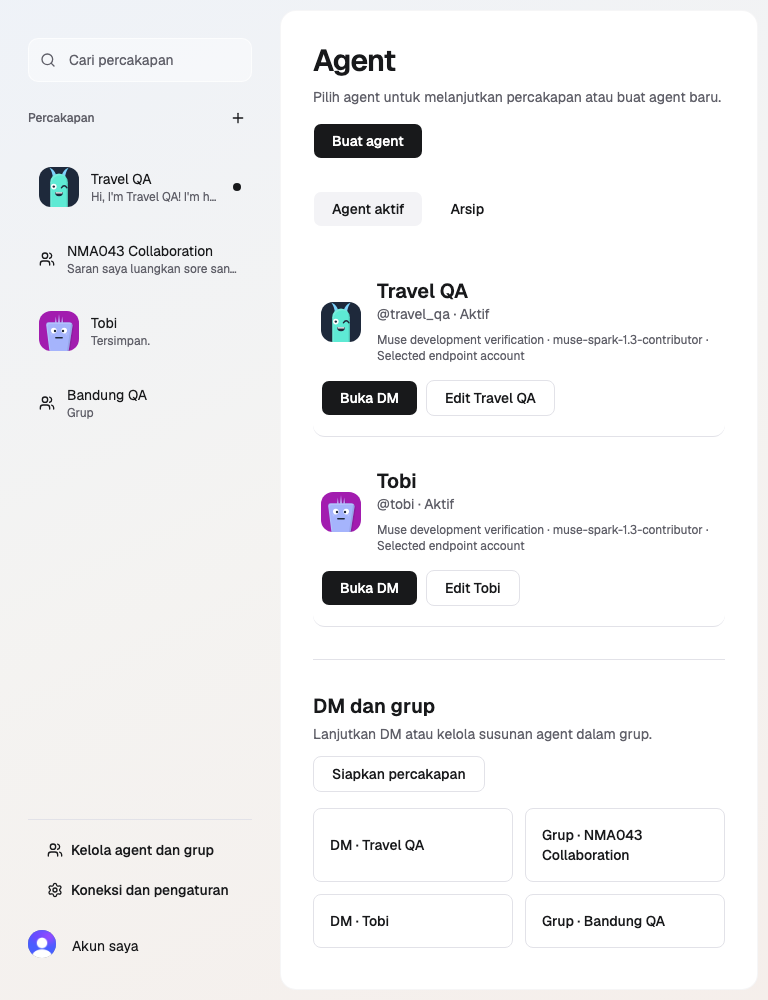 Cari percakapan
Percakapan
Travel QA
Hi, I'm Travel QA! I'm h...
NMA043 Collaboration
Saran saya luangkan sore san...
Tobi
Tersimpan.
Bandung QA
Grup
Kelola agent dan grup
Koneksi dan pengaturan
Akun saya
Agent
Pilih agent untuk melanjutkan percakapan atau buat agent baru.
Buat agent
Agent aktif
Arsip
Travel QA
@travel_qa · Aktif
Muse development verification · muse-spark-1.3-contributor ·
Selected endpoint account
Buka DM
Edit Travel QA
Tobi
@tobi · Aktif
Muse development verification · muse-spark-1.3-contributor ·
Selected endpoint account
Buka DM
Edit Tobi
DM dan grup
Lanjutkan DM atau kelola susunan agent dalam grup.
Siapkan percakapan
DM · Travel QA
Grup · NMA043
Collaboration
DM · Tobi
Grup · Bandung QA